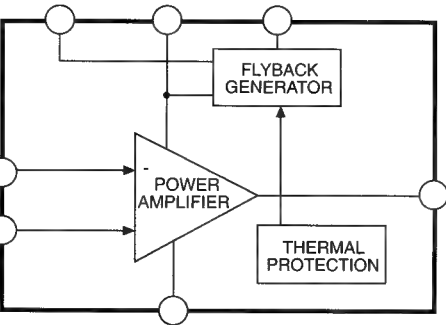 FLYBACK
GENERATOR
-
POWER
AMPLIFIER
THERMAL
PROTECTION